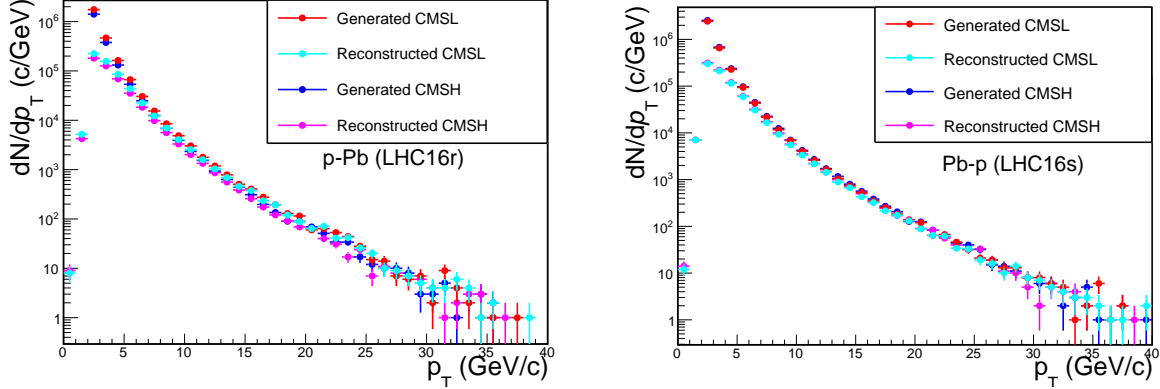 Generated CMSL
Reconstructed CMSL
Generated CMSH
Reconstructed CMSH
p-Pb (LHC16r)
dN/dp_T (c/GeV)
10^6
10^5
10^4
10^3
10^2
10
1
0 5 10 15 20 25 30 35 40
p_T (GeV/c)
Generated CMSL
Reconstructed CMSL
Generated CMSH
Reconstructed CMSH
Pb-p (LHC16s)
dN/dp_T (c/GeV)
10^6
10^5
10^4
10^3
10^2
10
1
0 5 10 15 20 25 30 35 40
p_T (GeV/c)